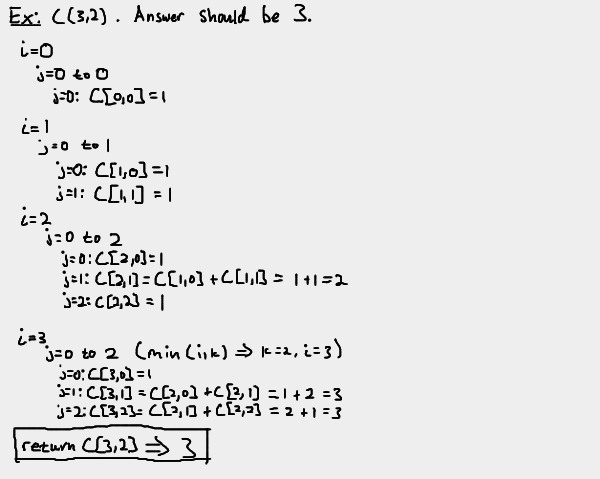 Ex: C(3,2). Answer should be 3.
i=0
j=0 to 0
j=0: C[0,0]=1
i=1
j=0 to 1
j=0: C[1,0]=1
j=1: C[1,1] = 1
i=2
j=0 to 2
j=0: C[2,0]=1
j=1: C[2,1]=C[1,0]+C[1,1] = 1+1=2
j=2: C[2,2] = 1
i=3
j=0 to 2 (min(i,k) ⇒ k=2, i=3)
j=0: C[3,0]=1
j=1: C[3,1] = C[2,0] +C[2,1] = 1+2 =3
j=2: C[3,2]= C[2,1] + C[2,2] = 2 +1=3
return C[3,2] ⇒ 3